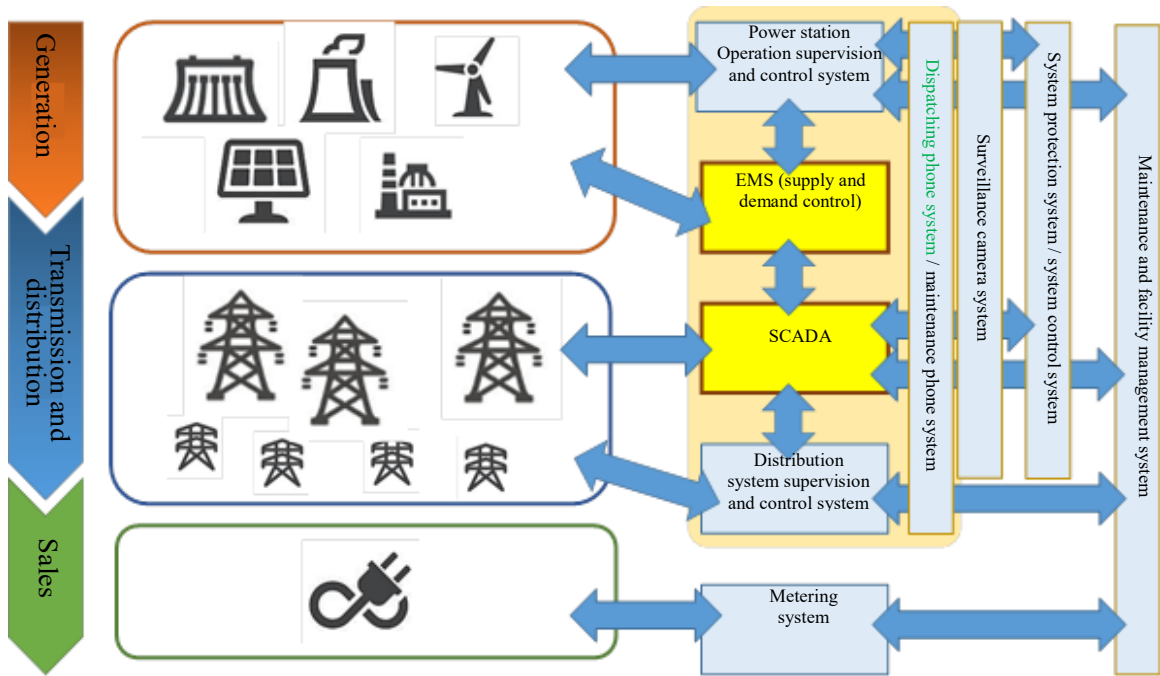 Generation
Transmission and
distribution
Sales
Power station
Operation supervision
and control system
EMS (supply and
demand control)
SCADA
Distribution
system supervision
and control system
Metering
system
Dispatching phone system / maintenance phone system
Surveillance camera system
System protection system / system control system
Maintenance and facility management system